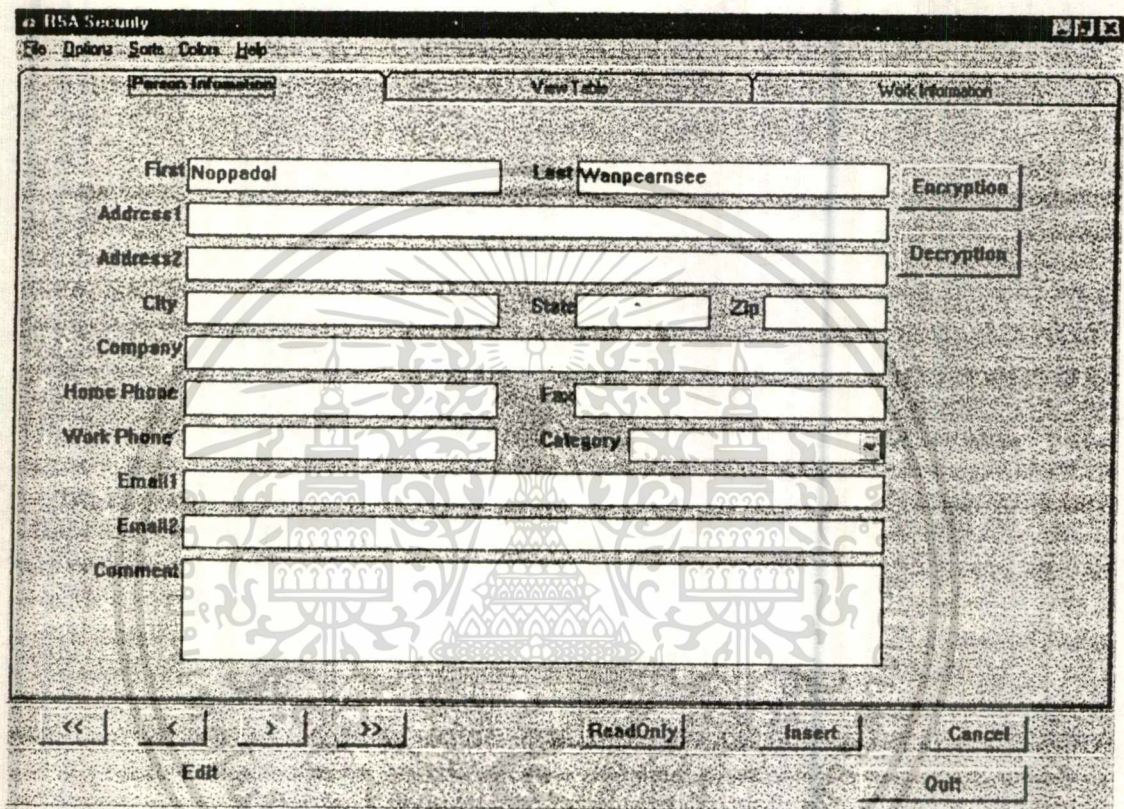 RSA Security
File Options Sorts Colors Help
Person Infomation View Table Work Information
First Noppadol Last Wanpearnsee Encryption
Address1
Address2 Decryption
City State Zip
Company
Home Phone Fax
Work Phone Category
Email1
Email2
Comment
<< < > >> ReadOnly Insert Cancel
Edit Quit